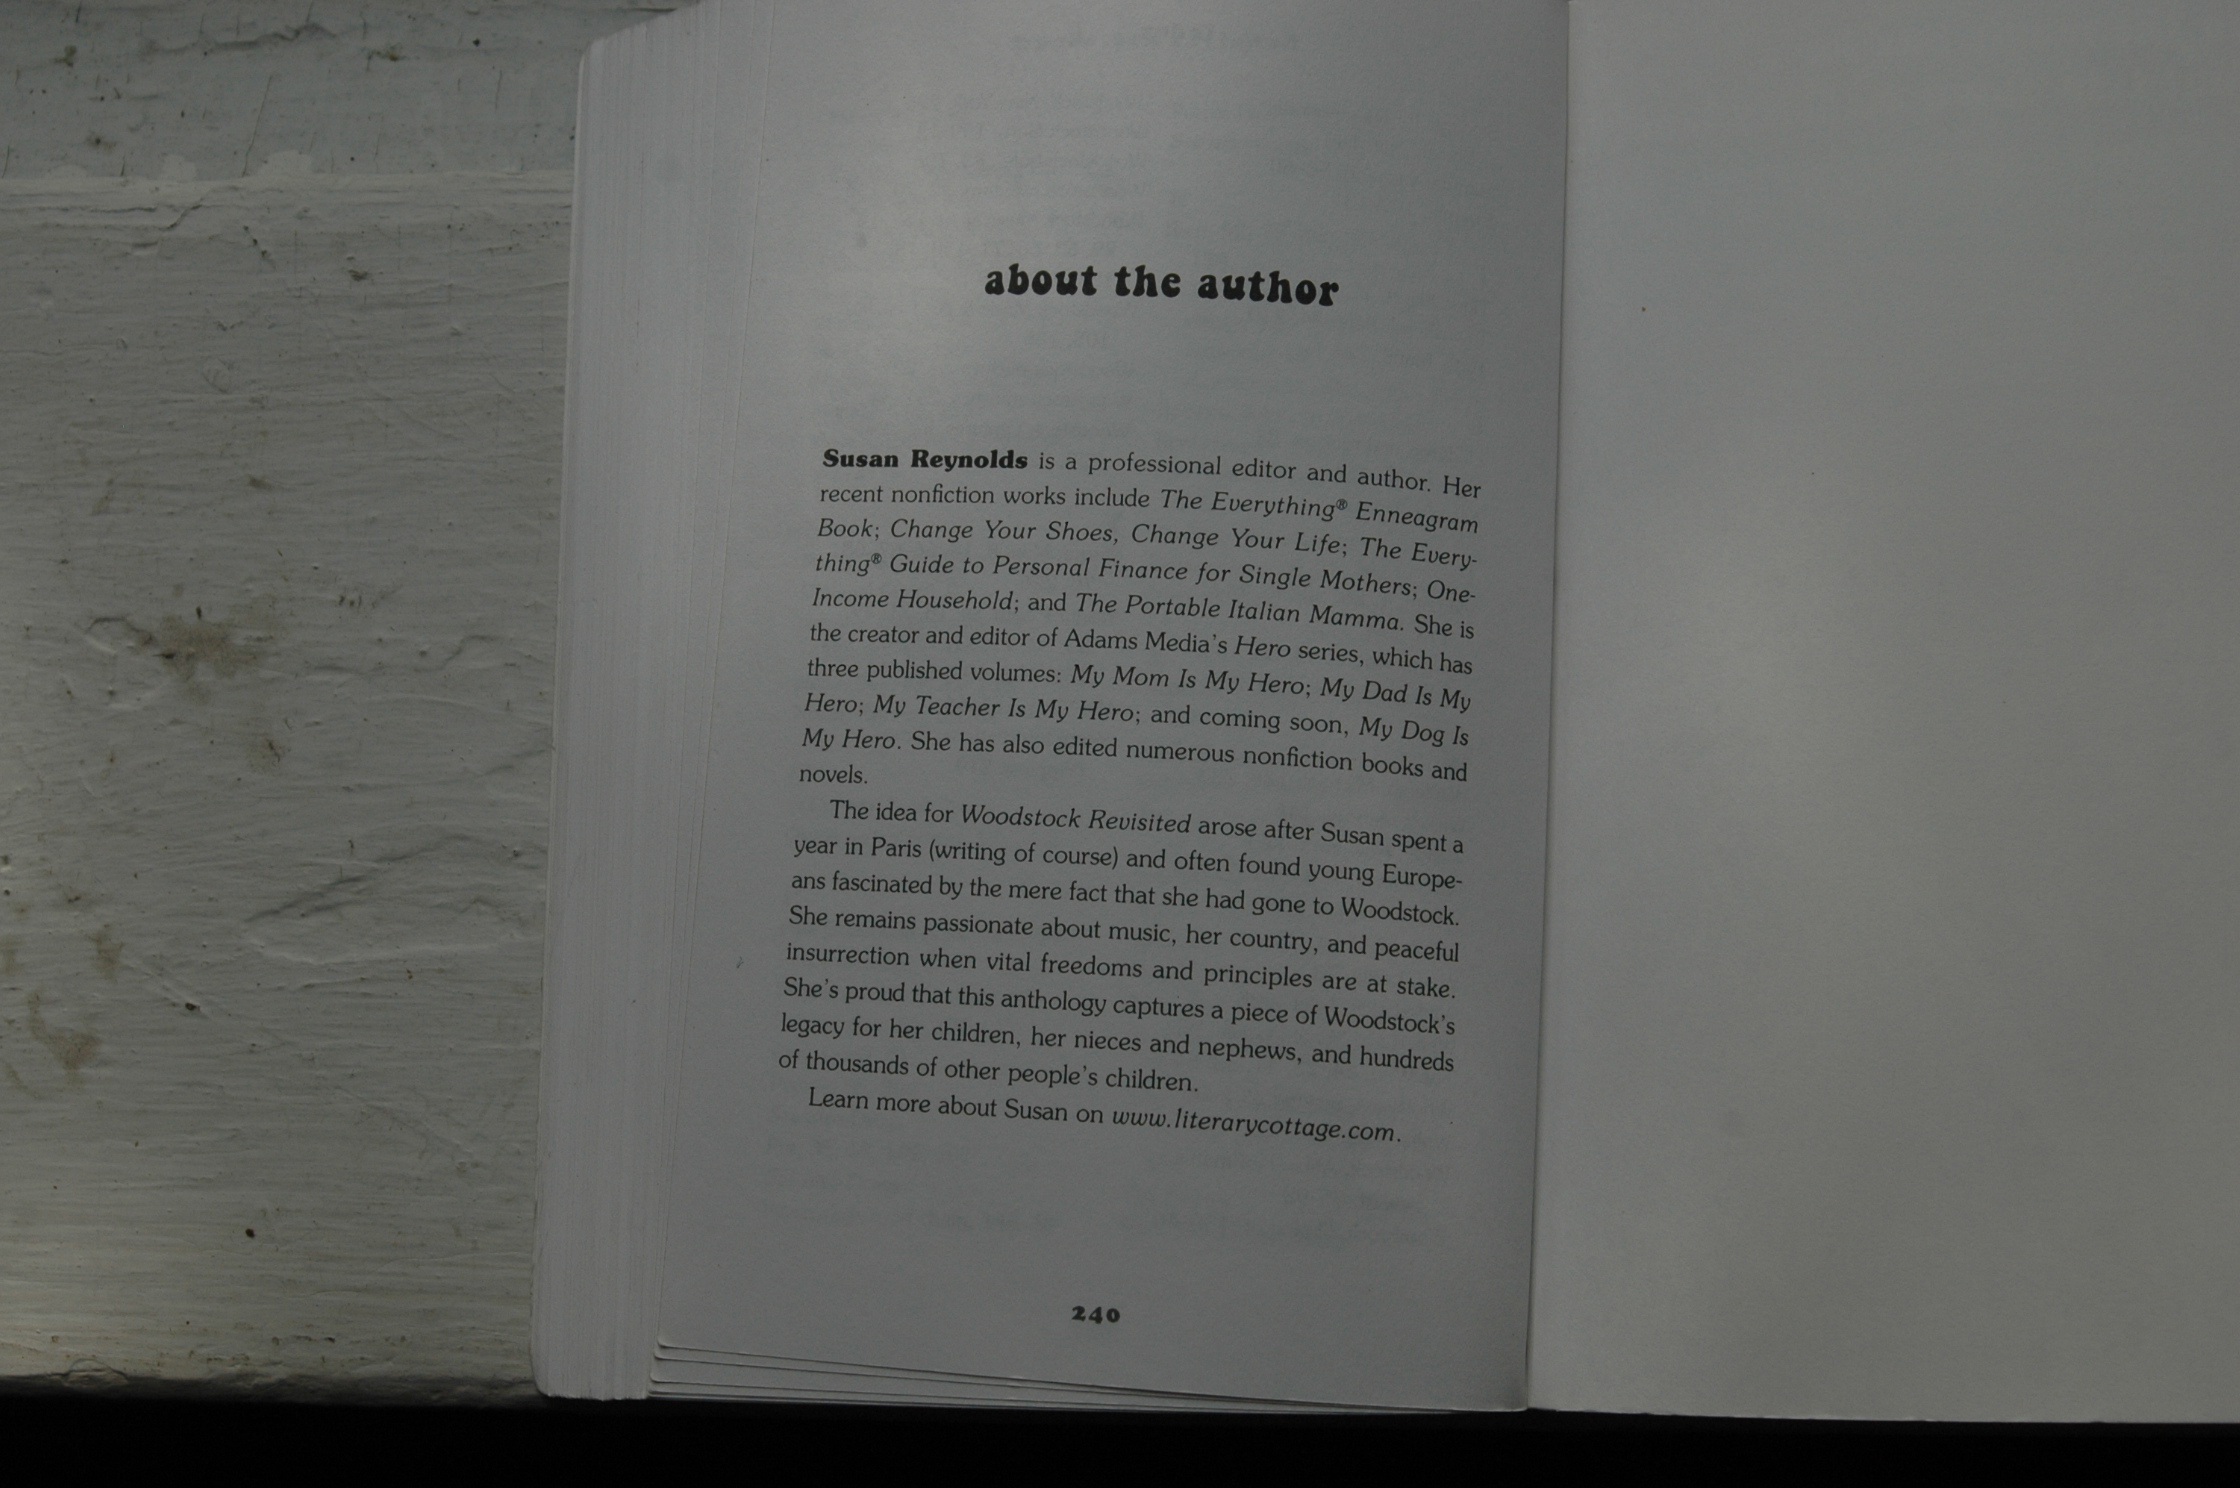 about the author
Susan Reynolds is a professional editor and author. Her
recent nonfiction works include The Everything® Enneagram
Book; Change Your Shoes, Change Your Life; The Every-
thing® Guide to Personal Finance for Single Mothers; One-
Income Household; and The Portable Italian Mamma. She is
the creator and editor of Adams Media's Hero series, which has
three published volumes: My Mom Is My Hero; My Dad Is My
Hero; My Teacher Is My Hero; and coming soon, My Dog Is
My Hero. She has also edited numerous nonfiction books and
novels.
The idea for Woodstock Revisited arose after Susan spent a
year in Paris (writing of course) and often found young Europe-
ans fascinated by the mere fact that she had gone to Woodstock.
She remains passionate about music, her country, and peaceful
insurrection when vital freedoms and principles are at stake.
She's proud that this anthology captures a piece of Woodstock's
legacy for her children, her nieces and nephews, and hundreds
of thousands of other people's children.
Learn more about Susan on www.literarycottage.com.
240